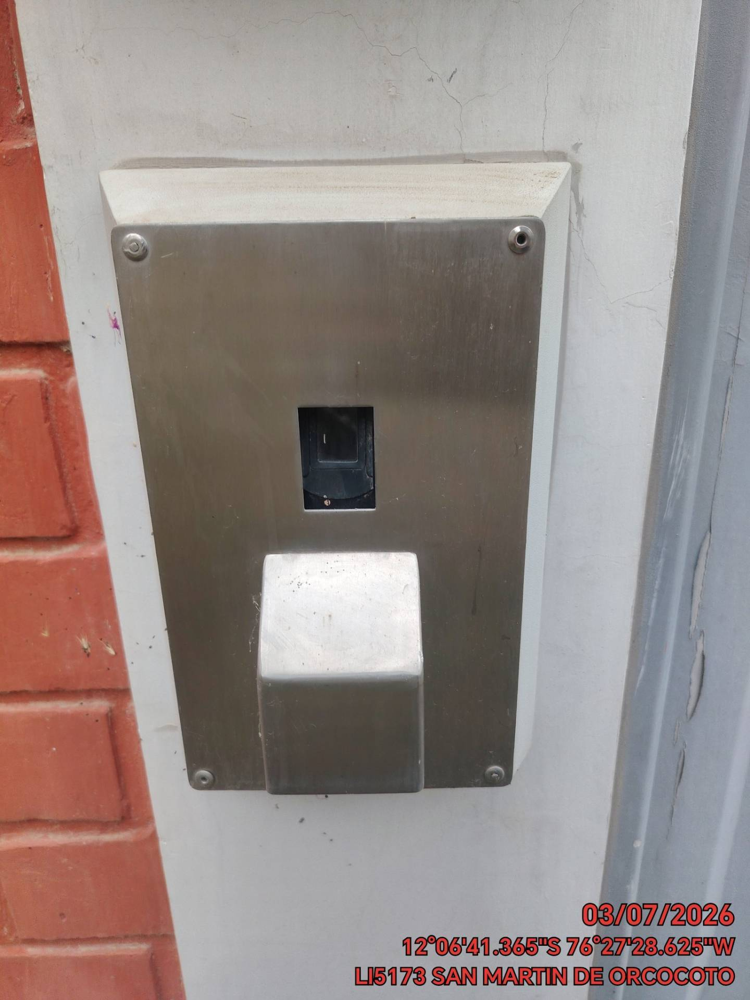 03/07/2026
12°06'41.365"S 76°27'28.625"W
LI5173 SAN MARTIN DE ORCOCOTO